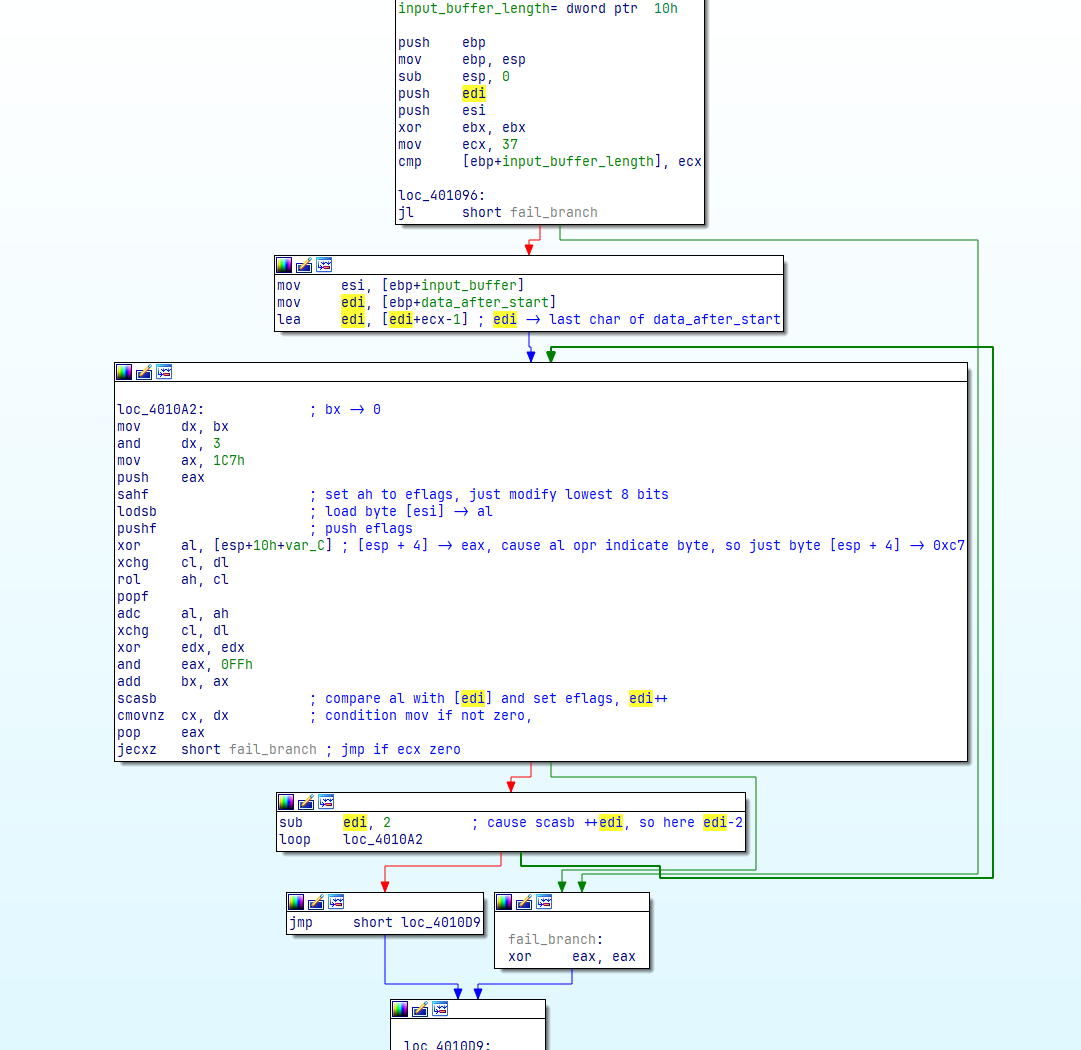 input_buffer_length= dword ptr  10h
push    ebp
mov     ebp, esp
sub     esp, 0
push    edi
push    esi
xor     ebx, ebx
mov     ecx, 37
cmp     [ebp+input_buffer_length], ecx
loc_401096:
jl      short fail_branch
mov     esi, [ebp+input_buffer]
mov     edi, [ebp+data_after_start]
lea     edi, [edi+ecx-1] ; edi -> last char of data_after_start
loc_4010A2:             ; bx -> 0
mov     dx, bx
and     dx, 3
mov     ax, 1C7h
push    eax
sahf                    ; set ah to eflags, just modify lowest 8 bits
lodsb                   ; load byte [esi] -> al
pushf                   ; push eflags
xor     al, [esp+10h+var_C] ; [esp + 4] -> eax, cause al opr indicate byte, so just byte [esp + 4] -> 0xc7
xchg    cl, dl
rol     ah, cl
popf
adc     al, ah
xchg    cl, dl
xor     edx, edx
and     eax, 0FFh
add     bx, ax
scasb                   ; compare al with [edi] and set eflags, edi++
cmovnz  cx, dx          ; condition mov if not zero,
pop     eax
jecxz   short fail_branch ; jmp if ecx zero
sub     edi, 2          ; cause scasb ++edi, so here edi-2
loop    loc_4010A2
jmp     short loc_4010D9
fail_branch:
xor     eax, eax
loc_4010D9: